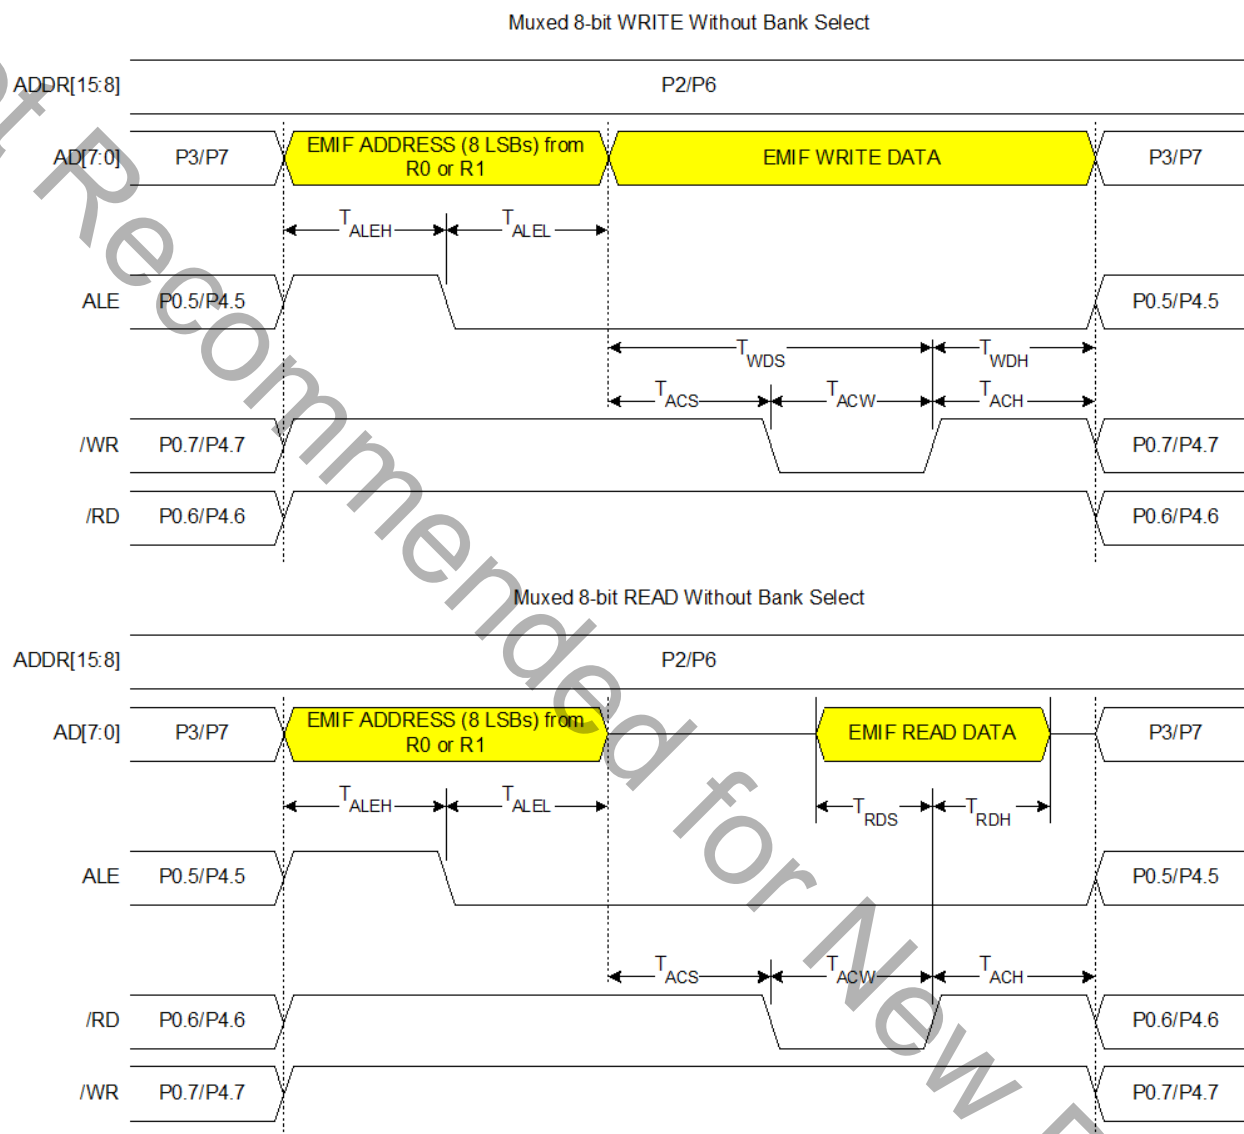 Muxed 8-bit WRITE Without Bank Select
ADDR[15:8] P2/P6
AD[7:0] P3/P7 EMIF ADDRESS (8 LSBs) from R0 or R1 EMIF WRITE DATA P3/P7
TALEH TALEL
ALE P0.5/P4.5 P0.5/P4.5
TWDS TWDH
TACS TACW TACH
/WR P0.7/P4.7 P0.7/P4.7
/RD P0.6/P4.6 P0.6/P4.6
Muxed 8-bit READ Without Bank Select
ADDR[15:8] P2/P6
AD[7:0] P3/P7 EMIF ADDRESS (8 LSBs) from R0 or R1 EMIF READ DATA P3/P7
TALEH TALEL TRDS TRDH
ALE P0.5/P4.5 P0.5/P4.5
TACS TACW TACH
/RD P0.6/P4.6 P0.6/P4.6
/WR P0.7/P4.7 P0.7/P4.7
Recommended for New